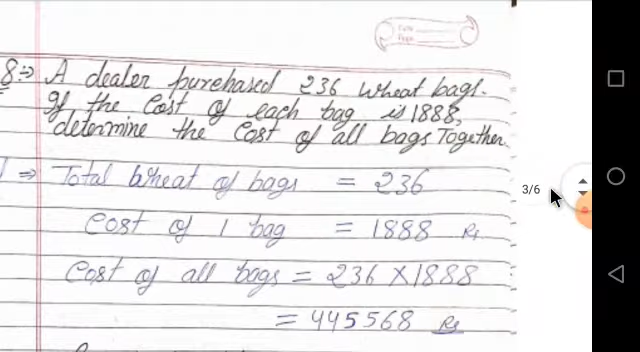 8:⇒ A dealer purchased 236 wheat bags.
If the Cost of each bag is 1888,
determine the Cost of all bags Together.
⇒ Total wheat of bags = 236
Cost of 1 bag = 1888 Rs
Cost of all bags = 236 × 1888
= 445568 Rs
3/6